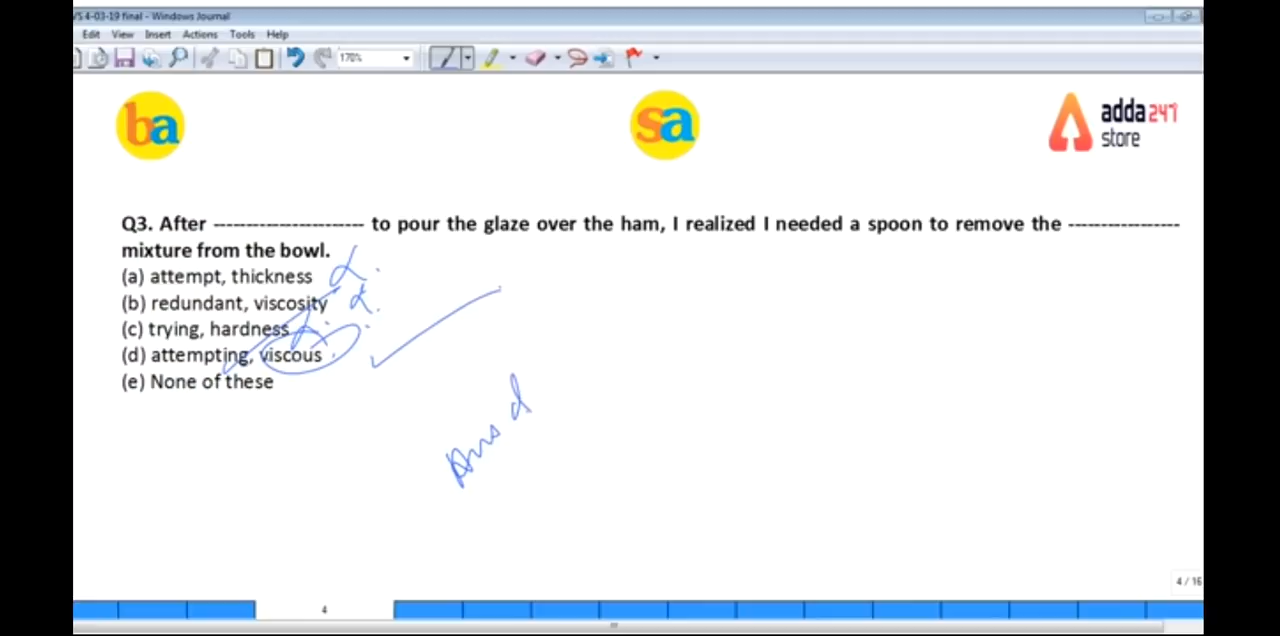 VS 4-03-19 final - Windows Journal
Edit View Insert Actions Tools Help
170%
ba
sa
adda247
store
Q3. After ---------------------- to pour the glaze over the ham, I realized I needed a spoon to remove the -----------------
mixture from the bowl.
(a) attempt, thickness
(b) redundant, viscosity
(c) trying, hardness
(d) attempting, viscous
(e) None of these
Ans d
4 / 16
4